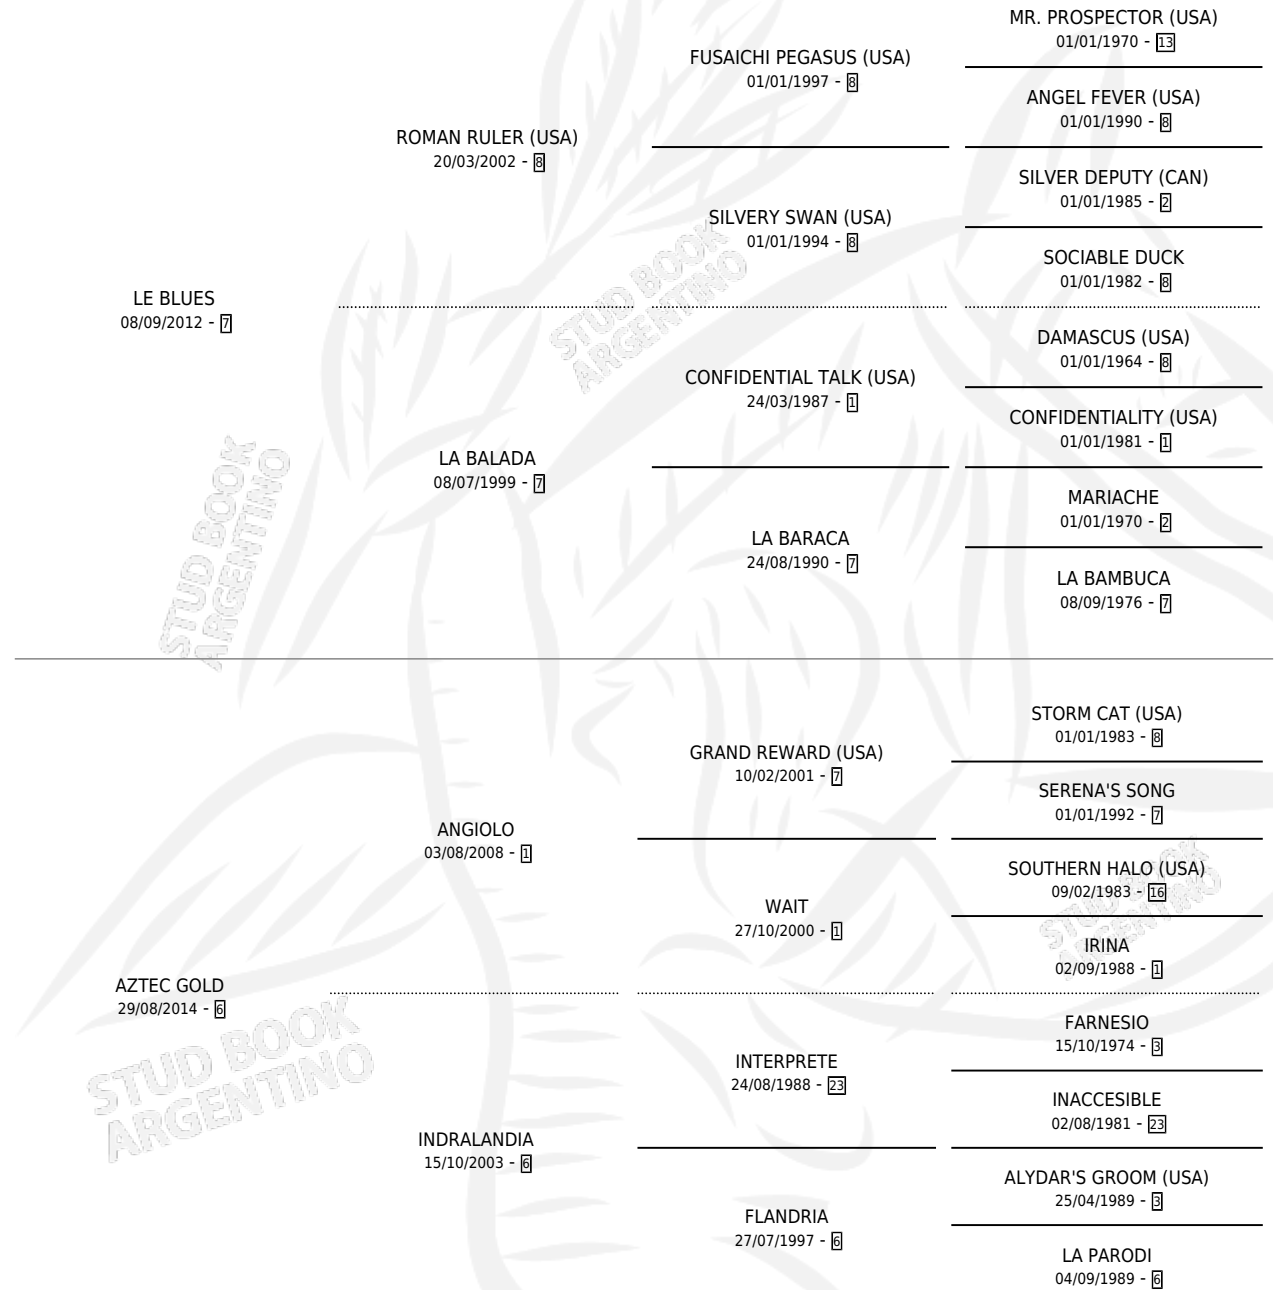 MR. PROSPECTOR (USA)
01/01/1970 - 13
FUSAICHI PEGASUS (USA)
01/01/1997 - 8
ANGEL FEVER (USA)
01/01/1990 - 8
ROMAN RULER (USA)
20/03/2002 - 8
SILVER DEPUTY (CAN)
01/01/1985 - 2
SILVERY SWAN (USA)
01/01/1994 - 8
SOCIABLE DUCK
01/01/1982 - 8
LE BLUES
08/09/2012 - 7
STUD BOOK
ARGENTINO
DAMASCUS (USA)
01/01/1964 - 8
CONFIDENTIAL TALK (USA)
24/03/1987 - 1
CONFIDENTIALITY (USA)
01/01/1981 - 1
LA BALADA
08/07/1999 - 7
MARIACHE
01/01/1970 - 2
LA BARACA
24/08/1990 - 7
LA BAMBUCA
08/09/1976 - 7
STUD BOOK
ARGENTINO
STORM CAT (USA)
01/01/1983 - 8
GRAND REWARD (USA)
10/02/2001 - 7
SERENA'S SONG
01/01/1992 - 7
ANGIOLO
03/08/2008 - 1
SOUTHERN HALO (USA)
09/02/1983 - 16
WAIT
27/10/2000 - 1
STUD BOOK
ARGENTINO
IRINA
02/09/1988 - 1
AZTEC GOLD
29/08/2014 - 6
FARNESIO
15/10/1974 - 3
INTERPRETE
24/08/1988 - 23
INACCESIBLE
02/08/1981 - 23
STUD BOOK
ARGENTINO
INDRALANDIA
15/10/2003 - 6
ALYDAR'S GROOM (USA)
25/04/1989 - 3
FLANDRIA
27/07/1997 - 6
LA PARODI
04/09/1989 - 6